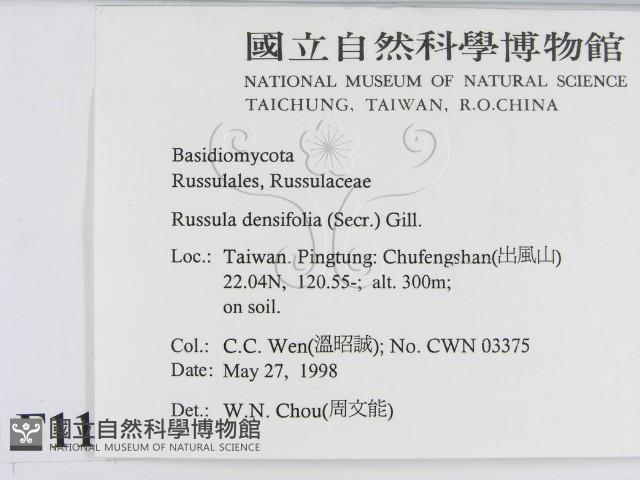 國立自然科學博物館
NATIONAL MUSEUM OF NATURAL SCIENCE
TAICHUNG, TAIWAN, R.O.CHINA
Basidiomycota
Russulales, Russulaceae
Russula densifolia (Secr.) Gill.
Loc.: Taiwan. Pingtung: Chufengshan(出風山)
22.04N, 120.55-; alt. 300m;
on soil.
Col.: C.C. Wen(溫昭誠); No. CWN 03375
Date: May 27, 1998
Det.: W.N. Chou(周文能)
國立自然科學博物館
NATIONAL MUSEUM OF NATURAL SCIENCE